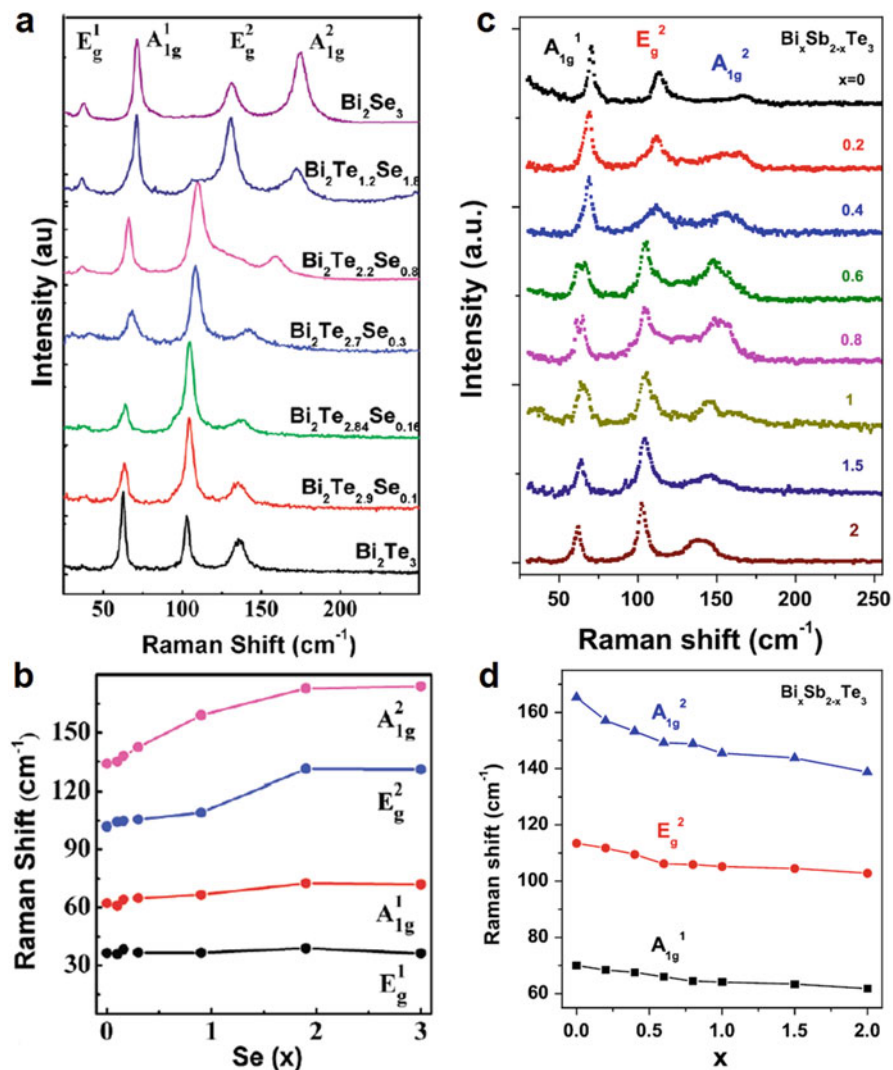 a
E_g^1 A_1g^1 E_g^2 A_1g^2
Bi₂Se₃
Bi₂Te₁.₂Se₁.₈
Bi₂Te₂.₂Se₀.₈
Bi₂Te₂.₇Se₀.₃
Bi₂Te₂.₈₄Se₀.₁₆
Bi₂Te₂.₉Se₀.₁
Bi₂Te₃
Intensity (au)
50 100 150 200
Raman Shift (cm⁻¹)
c
A_1g^1 E_g^2 A_1g^2 Bi_xSb_2-xTe₃
x=0
0.2
0.4
0.6
0.8
1
1.5
2
Intensity (a.u.)
50 100 150 200 250
Raman shift (cm⁻¹)
b
150
120
90
60
30
A_1g^2
E_g^2
A_1g^1
E_g^1
Raman Shift (cm⁻¹)
0 1 2 3
Se (x)
d
Bi_xSb_2-xTe₃
160
140
120
100
80
60
A_1g^2
E_g^2
A_1g^1
Raman shift (cm⁻¹)
0.0 0.5 1.0 1.5 2.0
x